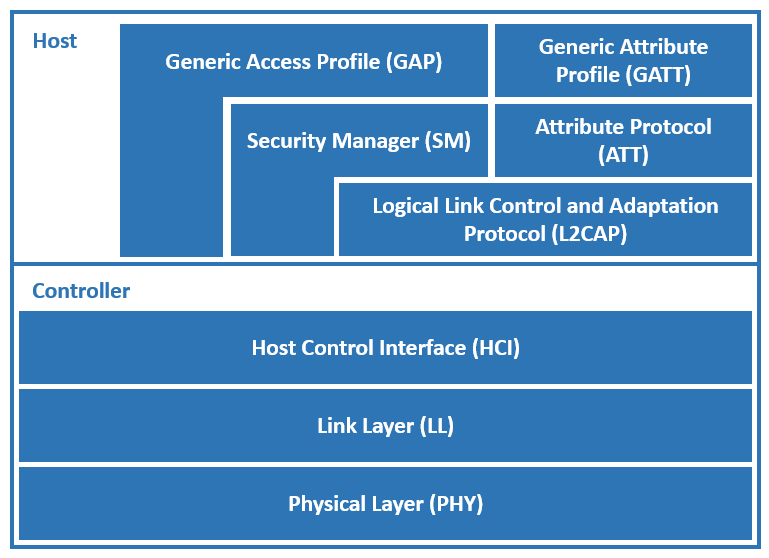 Host
Generic Access Profile (GAP)
Generic Attribute
Profile (GATT)
Security Manager (SM)
Attribute Protocol
(ATT)
Logical Link Control and Adaptation
Protocol (L2CAP)
Controller
Host Control Interface (HCI)
Link Layer (LL)
Physical Layer (PHY)